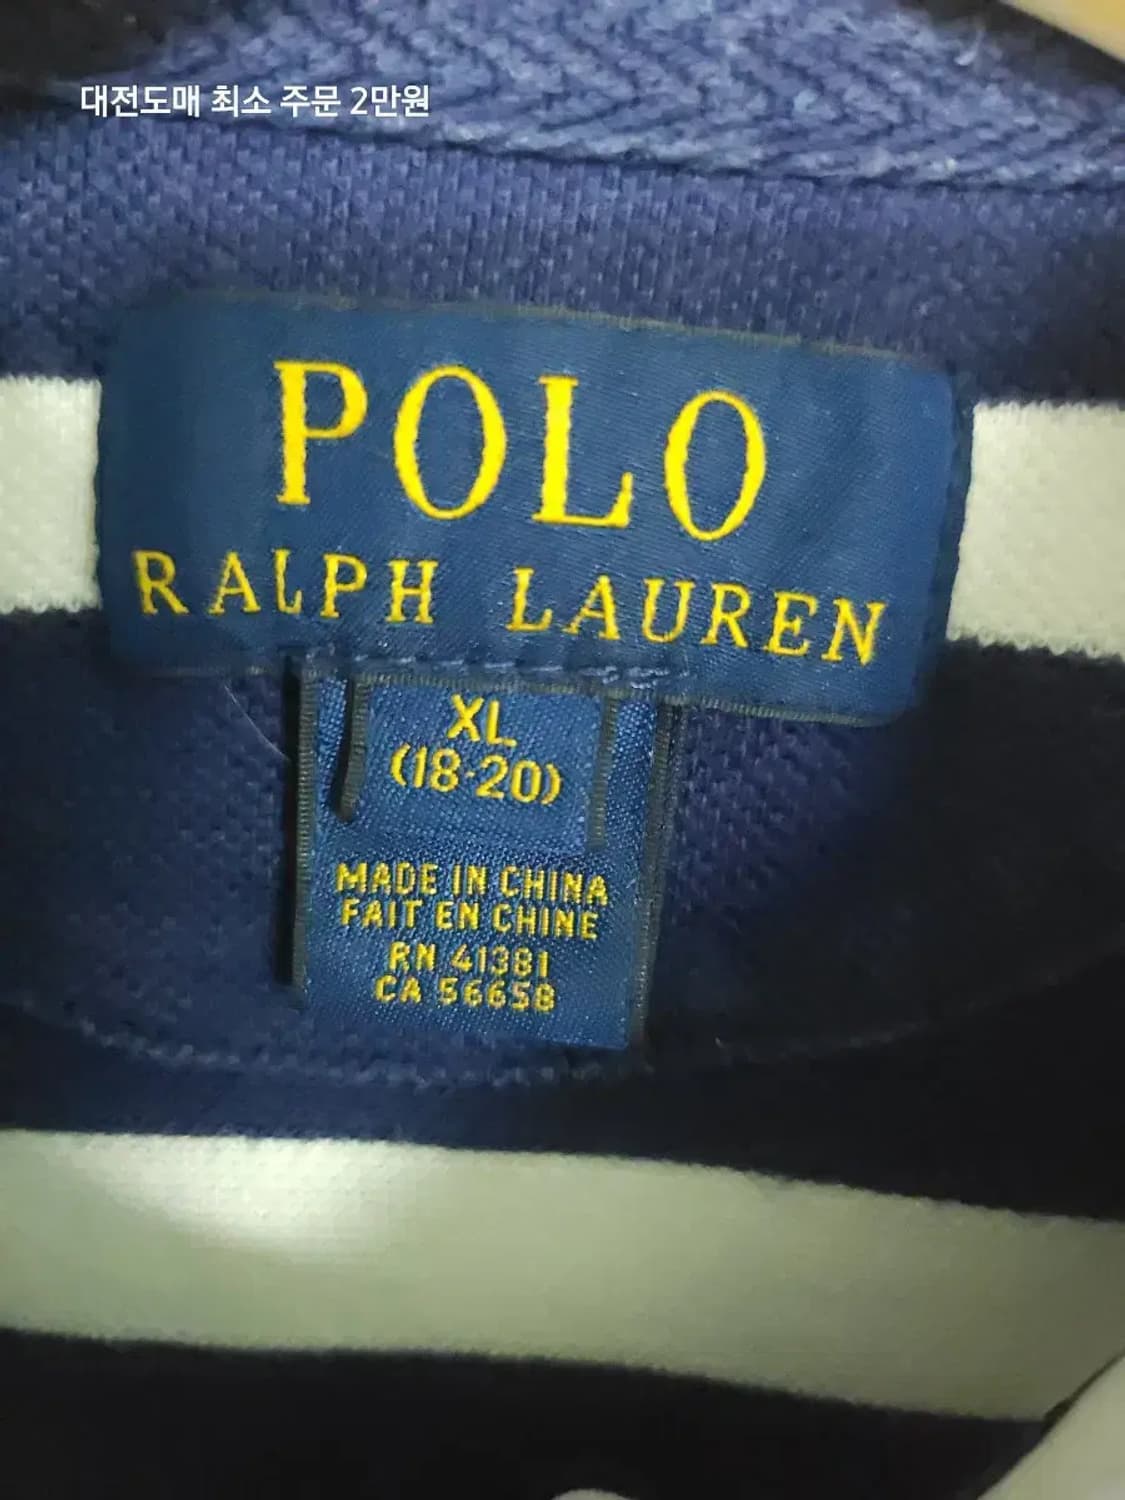 대전도매 최소 주문 2만원
POLO
RALPH LAUREN
XL
(18-20)
MADE IN CHINA
FAIT EN CHINE
RN 41381
CA 56658